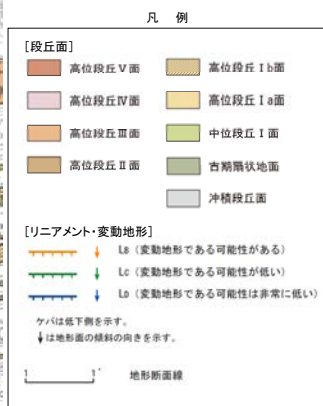 凡 例
[段丘面]
高位段丘Ⅴ面
高位段丘Ⅳ面
高位段丘Ⅲ面
高位段丘Ⅱ面
高位段丘Ⅰb面
高位段丘Ⅰa面
中位段丘Ⅰ面
古期扇状地面
沖積段丘面
[リニアメント・変動地形]
LB（変動地形である可能性がある）
LC（変動地形である可能性が低い）
LD（変動地形である可能性は非常に低い）
ケバは低下側を示す。
↓は地形面の傾斜の向きを示す。
1 1' 地形断面線